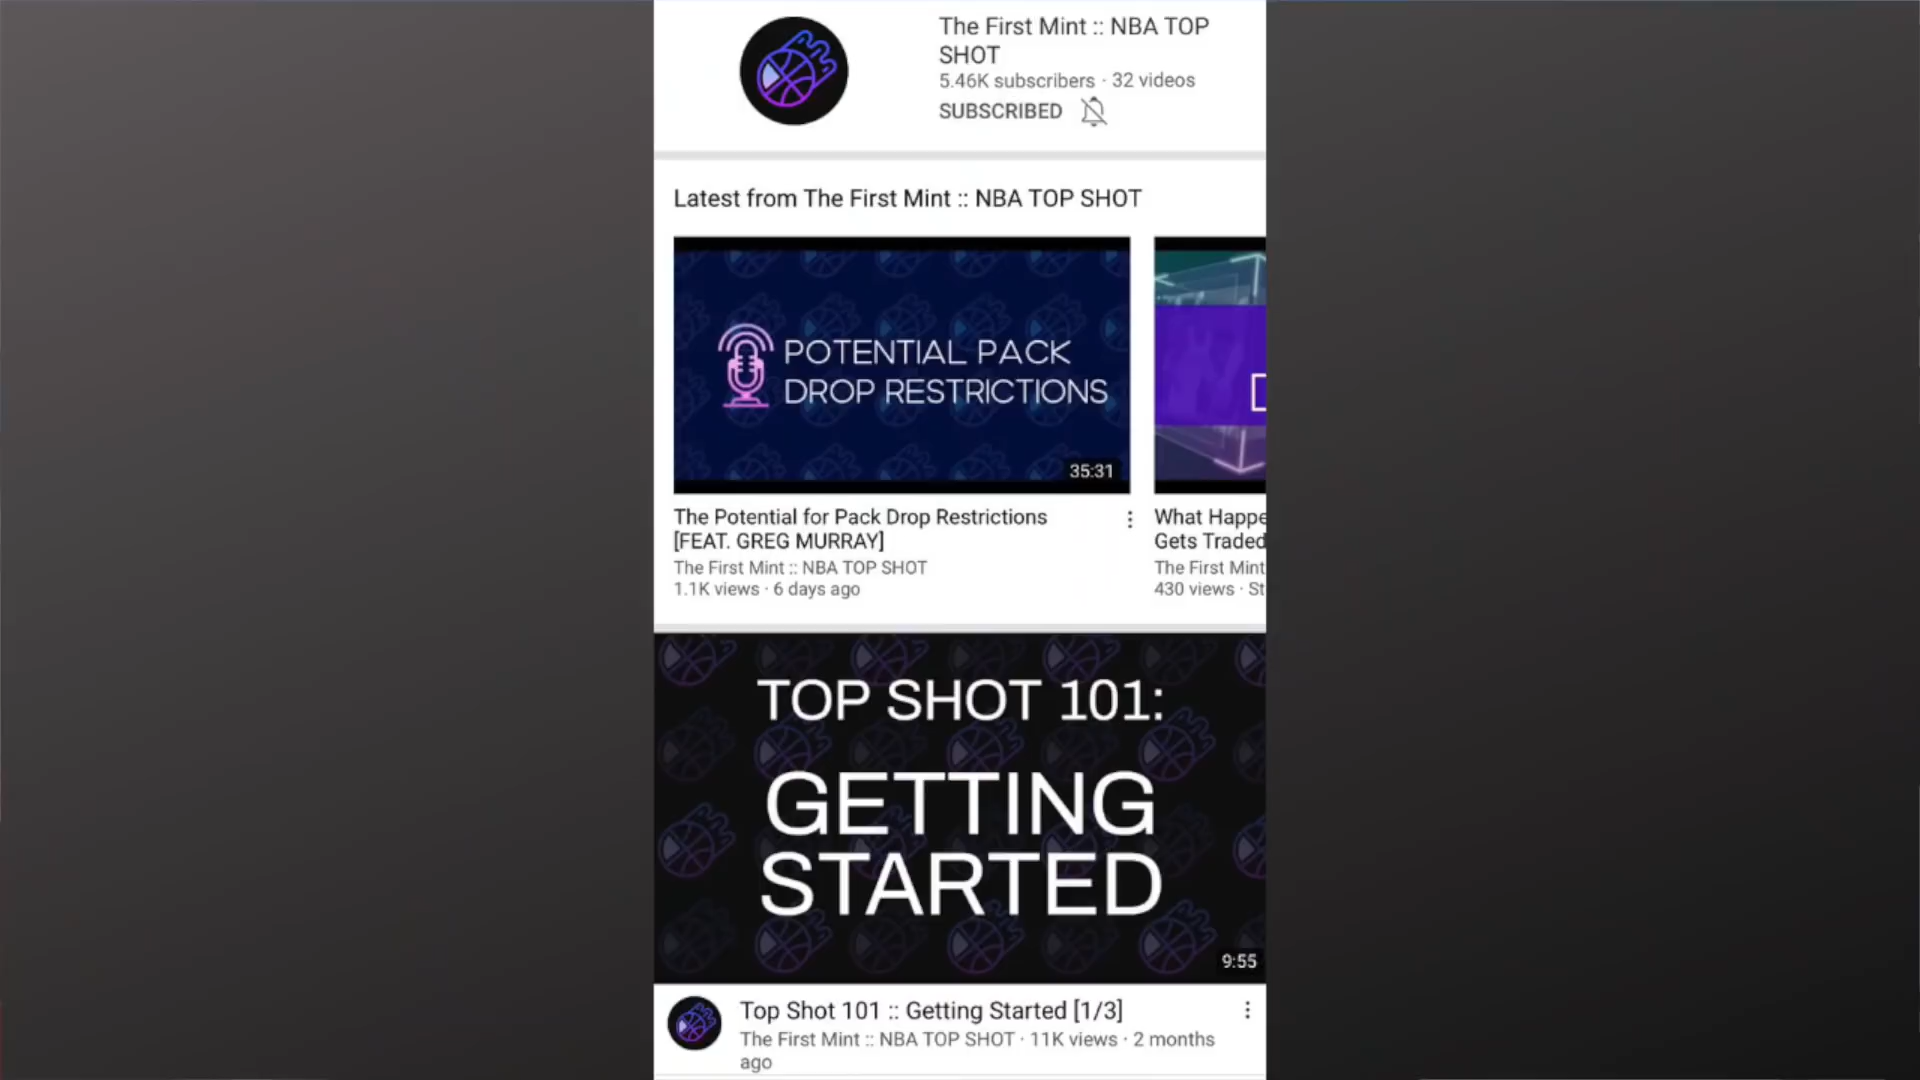 The First Mint :: NBA TOP
SHOT
5.46K subscribers · 32 videos
SUBSCRIBED
Latest from The First Mint :: NBA TOP SHOT
POTENTIAL PACK
DROP RESTRICTIONS
35:31
The Potential for Pack Drop Restrictions
[FEAT. GREG MURRAY]
The First Mint :: NBA TOP SHOT
1.1K views · 6 days ago
What Happe
Gets Traded
The First Mint
430 views · St
TOP SHOT 101:
GETTING
STARTED
9:55
Top Shot 101 :: Getting Started [1/3]
The First Mint :: NBA TOP SHOT · 11K views · 2 months
ago